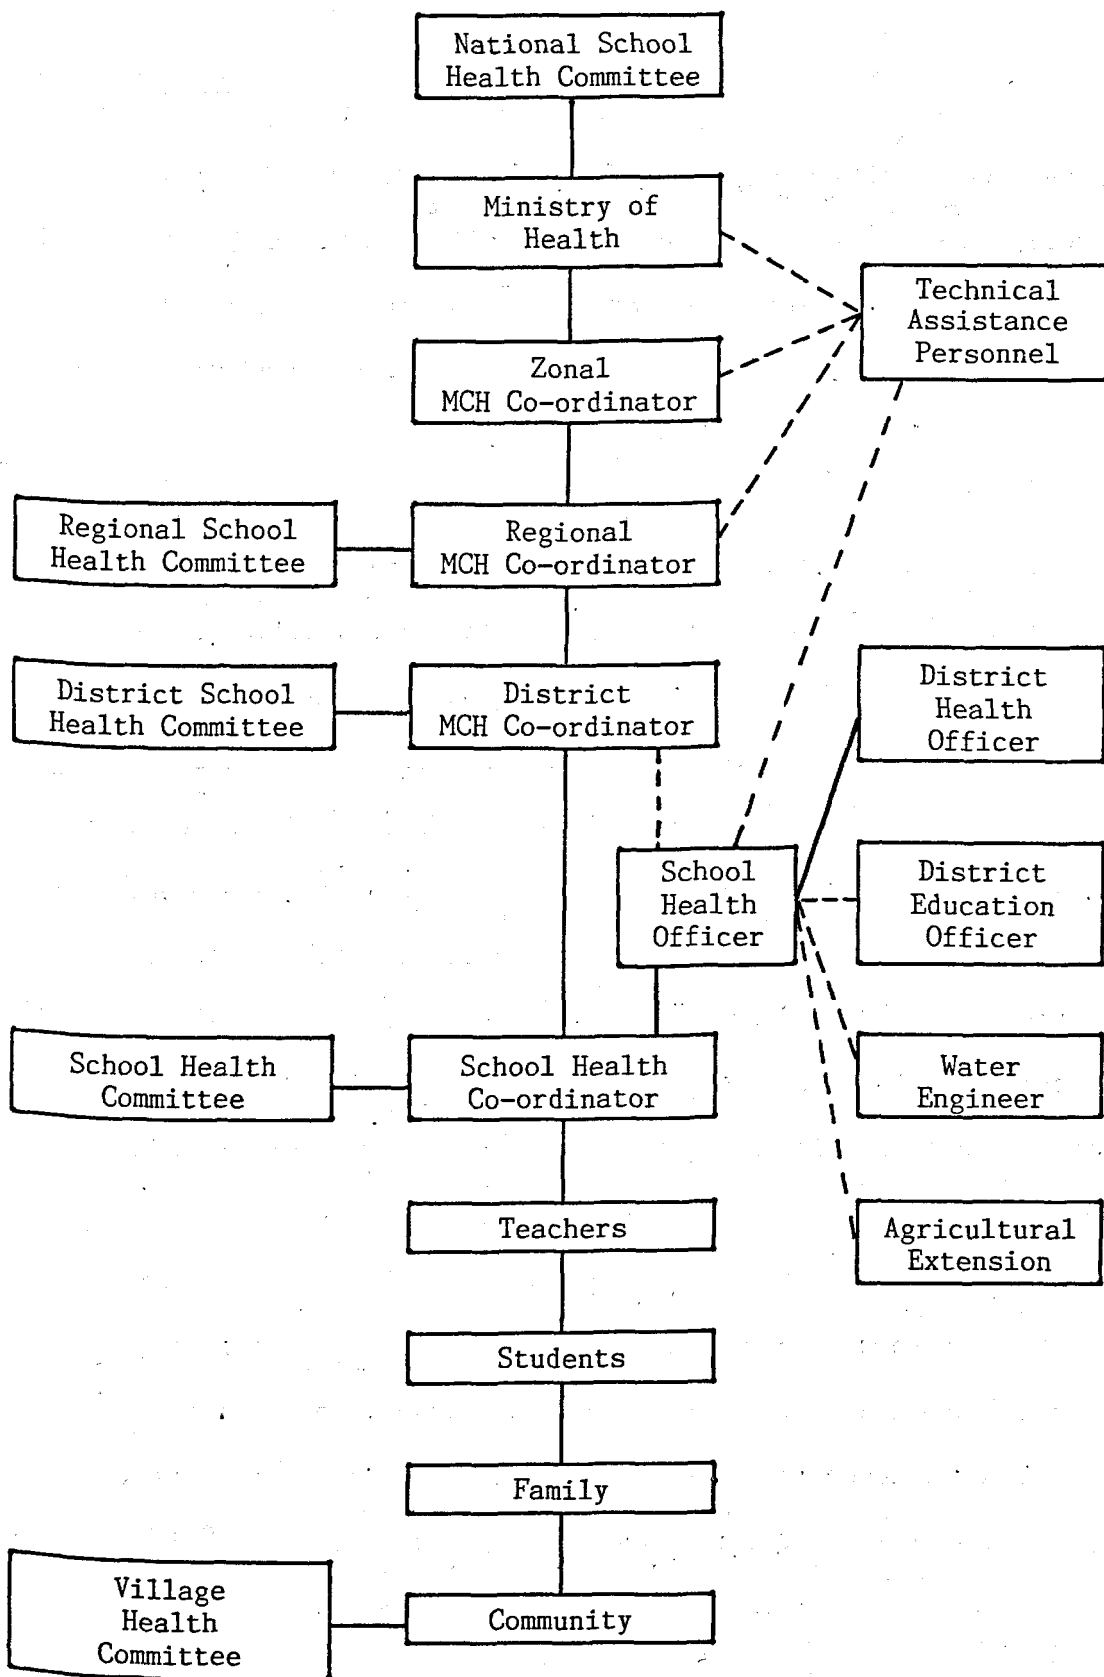 National School
Health Committee
Ministry of
Health
Technical
Assistance
Personnel
Zonal
MCH Co-ordinator
Regional School
Health Committee
Regional
MCH Co-ordinator
District School
Health Committee
District
MCH Co-ordinator
District
Health
Officer
School
Health
Officer
District
Education
Officer
School Health
Committee
School Health
Co-ordinator
Water
Engineer
Teachers
Agricultural
Extension
Students
Family
Village
Health
Committee
Community